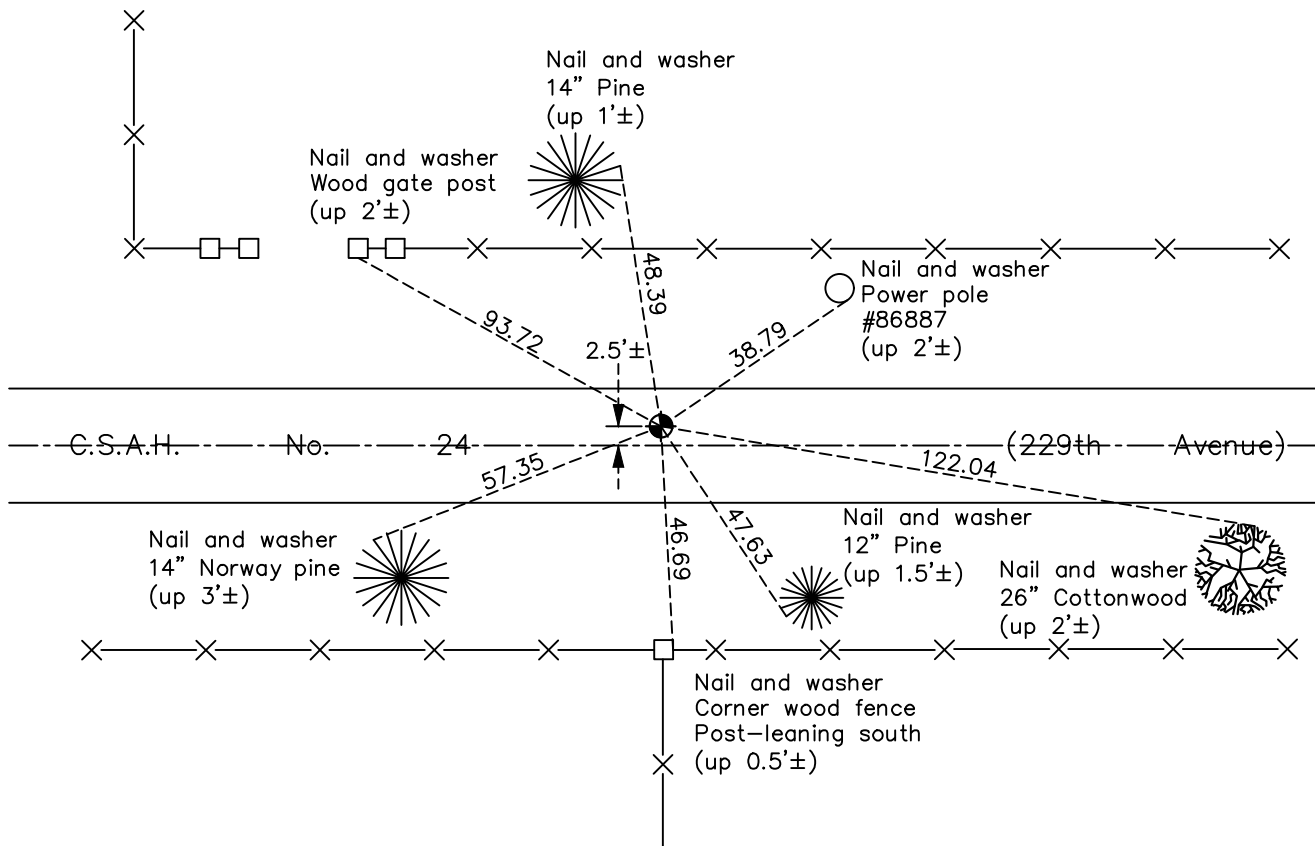 Nail and washer
14” Pine
(up 1'±)
Nail and washer
Wood gate post
(up 2'±)
48.39
Nail and washer
Power pole
#86887
(up 2'±)
93.72
2.5'±
38.79
C.S.A.H. No. 24 (229th Avenue)
57.35
122.04
46.69
47.63
Nail and washer
14” Norway pine
(up 3'±)
Nail and washer
12” Pine
(up 1.5'±)
Nail and washer
26” Cottonwood
(up 2'±)
Nail and washer
Corner wood fence
Post–leaning south
(up 0.5'±)